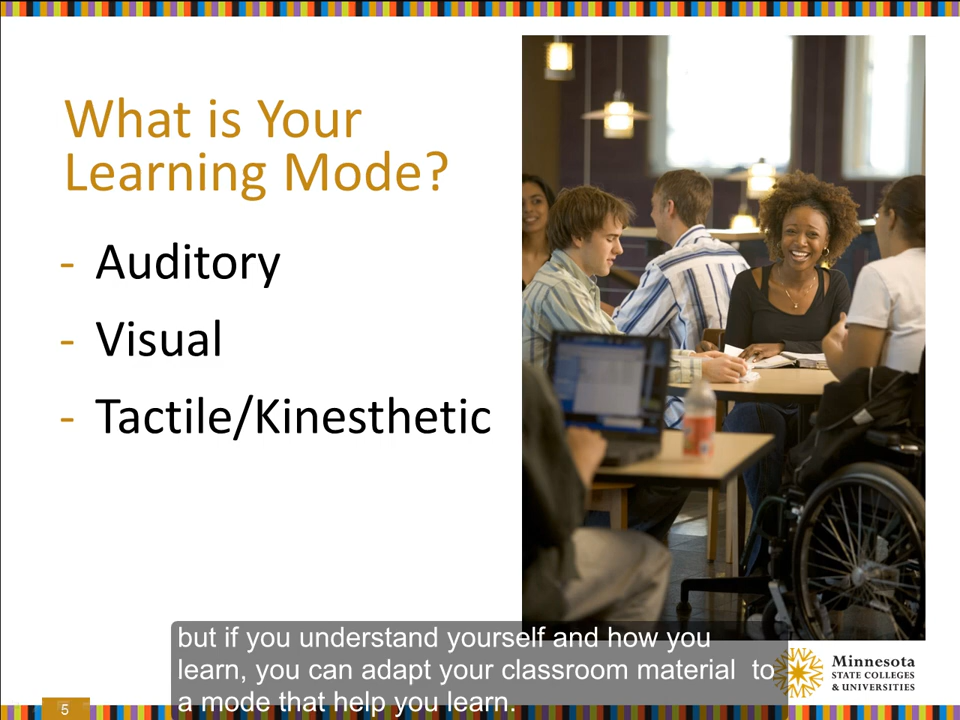 What is Your
Learning Mode?
- Auditory
- Visual
- Tactile/Kinesthetic
but if you understand yourself and how you
learn, you can adapt your classroom material  to
a mode that help you learn.
Minnesota
STATE COLLEGES
& UNIVERSITIES
5